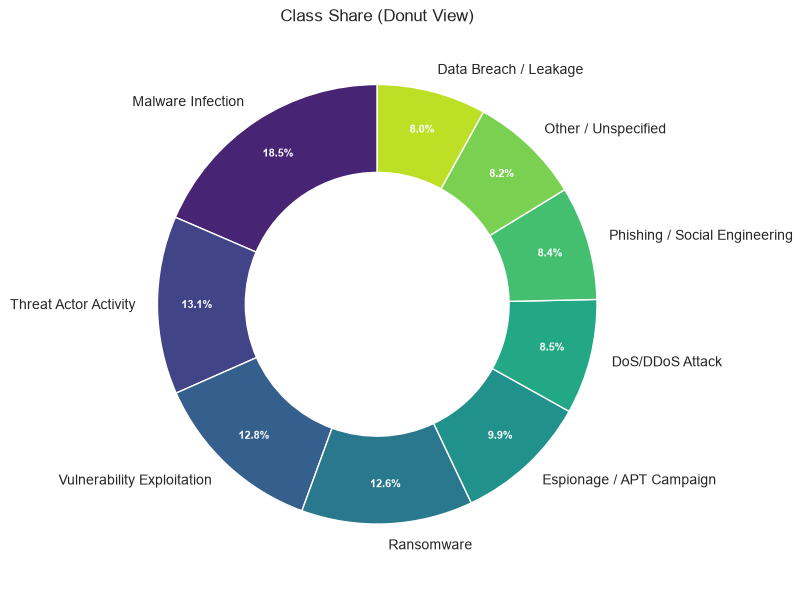 Class Share (Donut View)
Data Breach / Leakage
8.0%
Malware Infection
18.5%
Other / Unspecified
8.2%
Phishing / Social Engineering
8.4%
Threat Actor Activity
13.1%
DoS/DDoS Attack
8.5%
Vulnerability Exploitation
12.8%
Espionage / APT Campaign
9.9%
Ransomware
12.6%